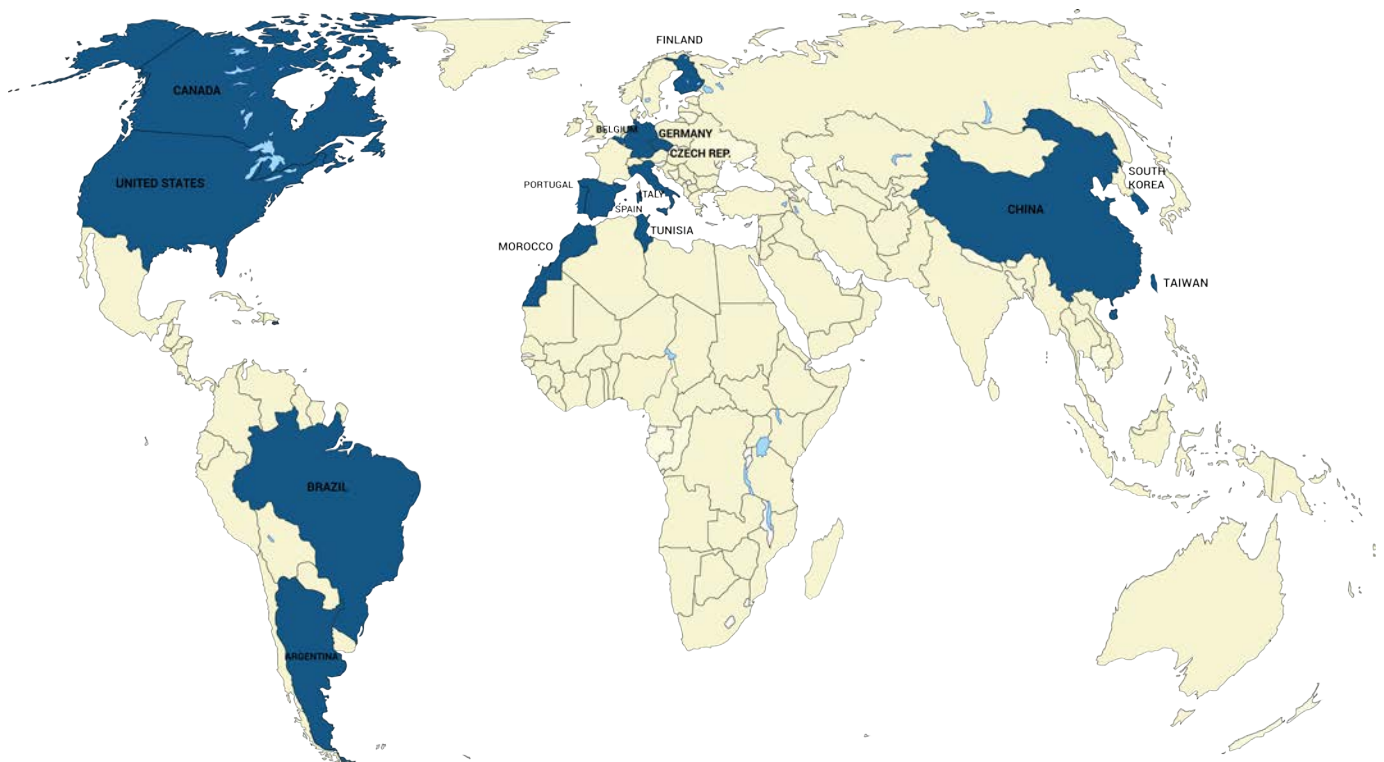 FINLAND
CANADA
BELGIUM
GERMANY
CZECH REP.
UNITED STATES
PORTUGAL
ITALY
SPAIN
SOUTH
KOREA
CHINA
TUNISIA
MOROCCO
TAIWAN
BRAZIL
ARGENTINA